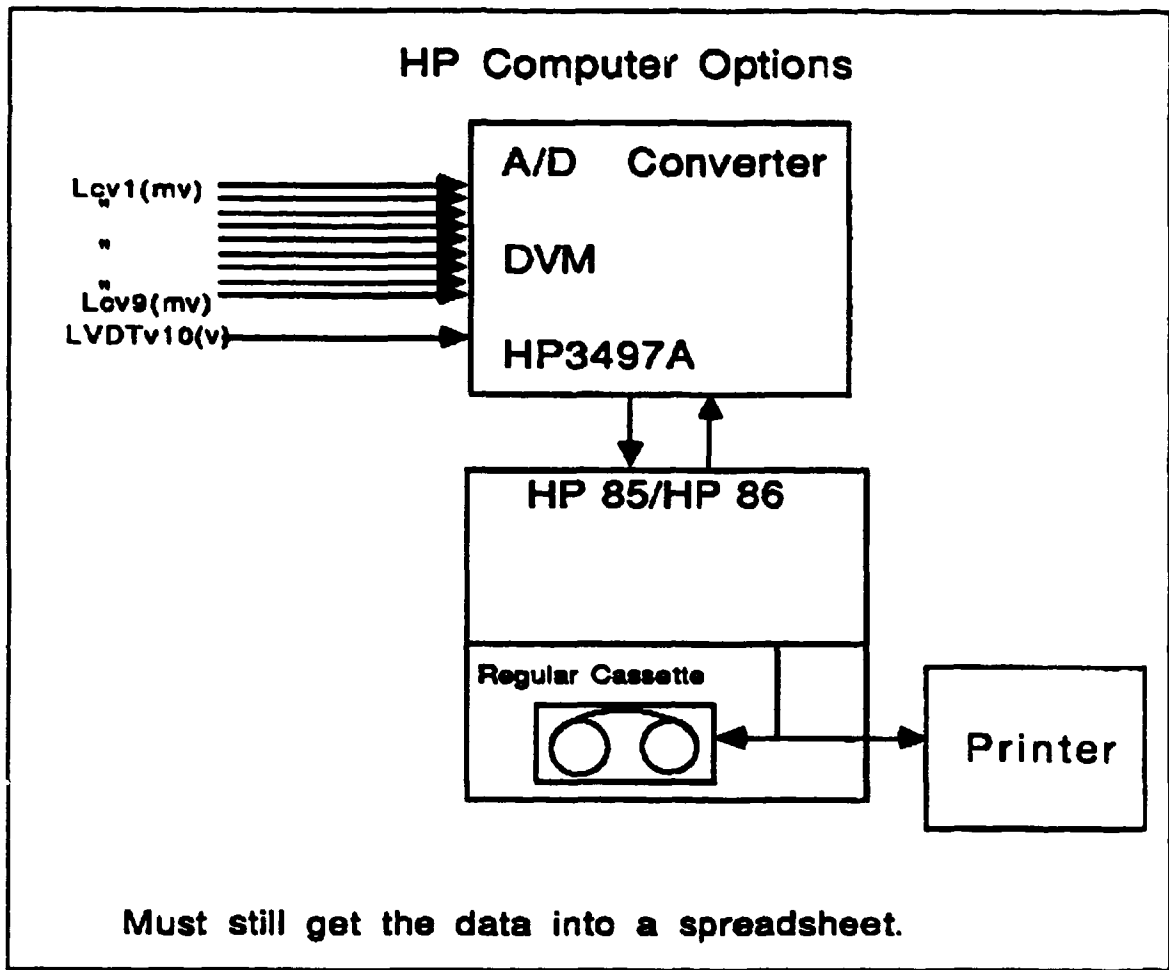 HP Computer Options
A/D Converter
Lcv1(mv)
"
"
DVM
"
Lcv9(mv)
LVDTv10(v)
HP3497A
HP 85/HP 86
Regular Cassette
Printer
Must still get the data into a spreadsheet.